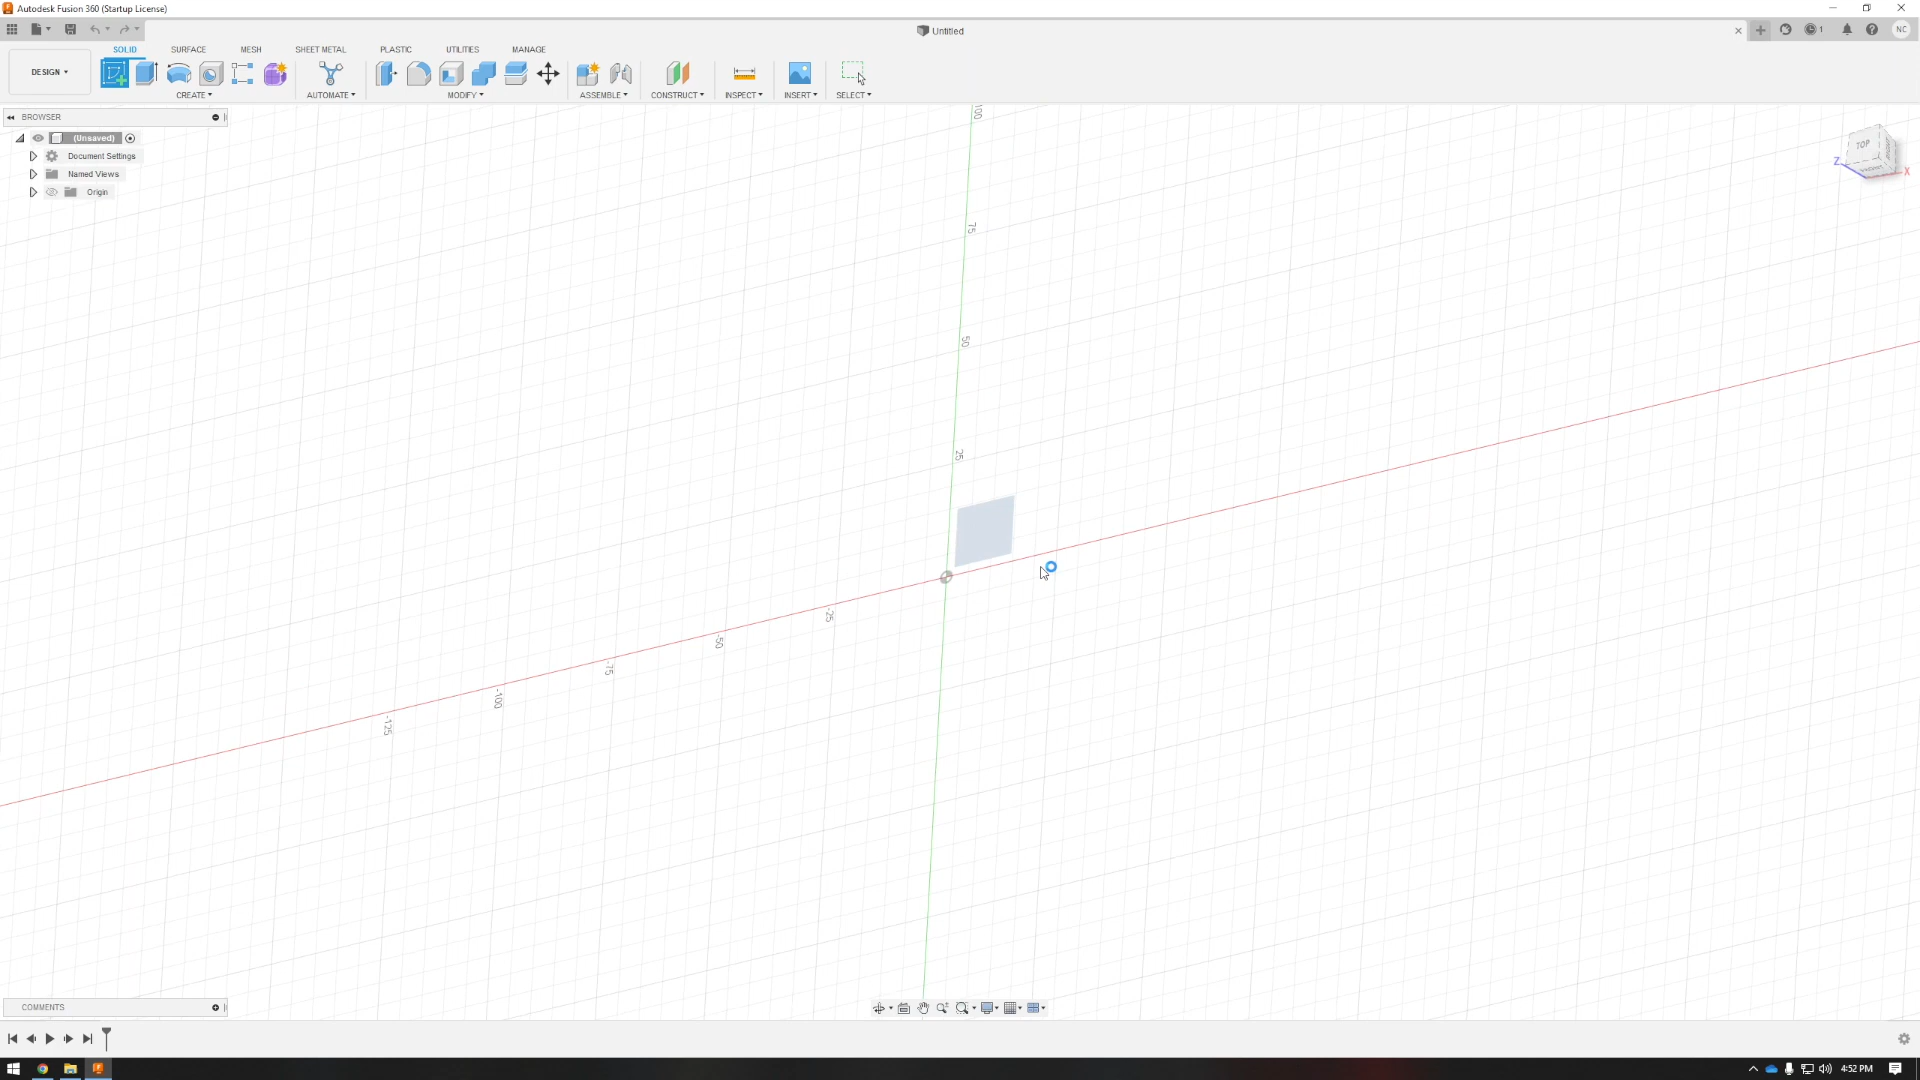 Autodesk Fusion 360 (Startup License)
Untitled
1
NC
SOLID SURFACE MESH SHEET METAL PLASTIC UTILITIES MANAGE
DESIGN
CREATE AUTOMATE MODIFY ASSEMBLE CONSTRUCT INSPECT INSERT SELECT
BROWSER
(Unsaved)
Document Settings
Named Views
Origin
TOP
Z
X
100
75
50
25
-25
-50
-75
-100
-125
COMMENTS
4:52 PM